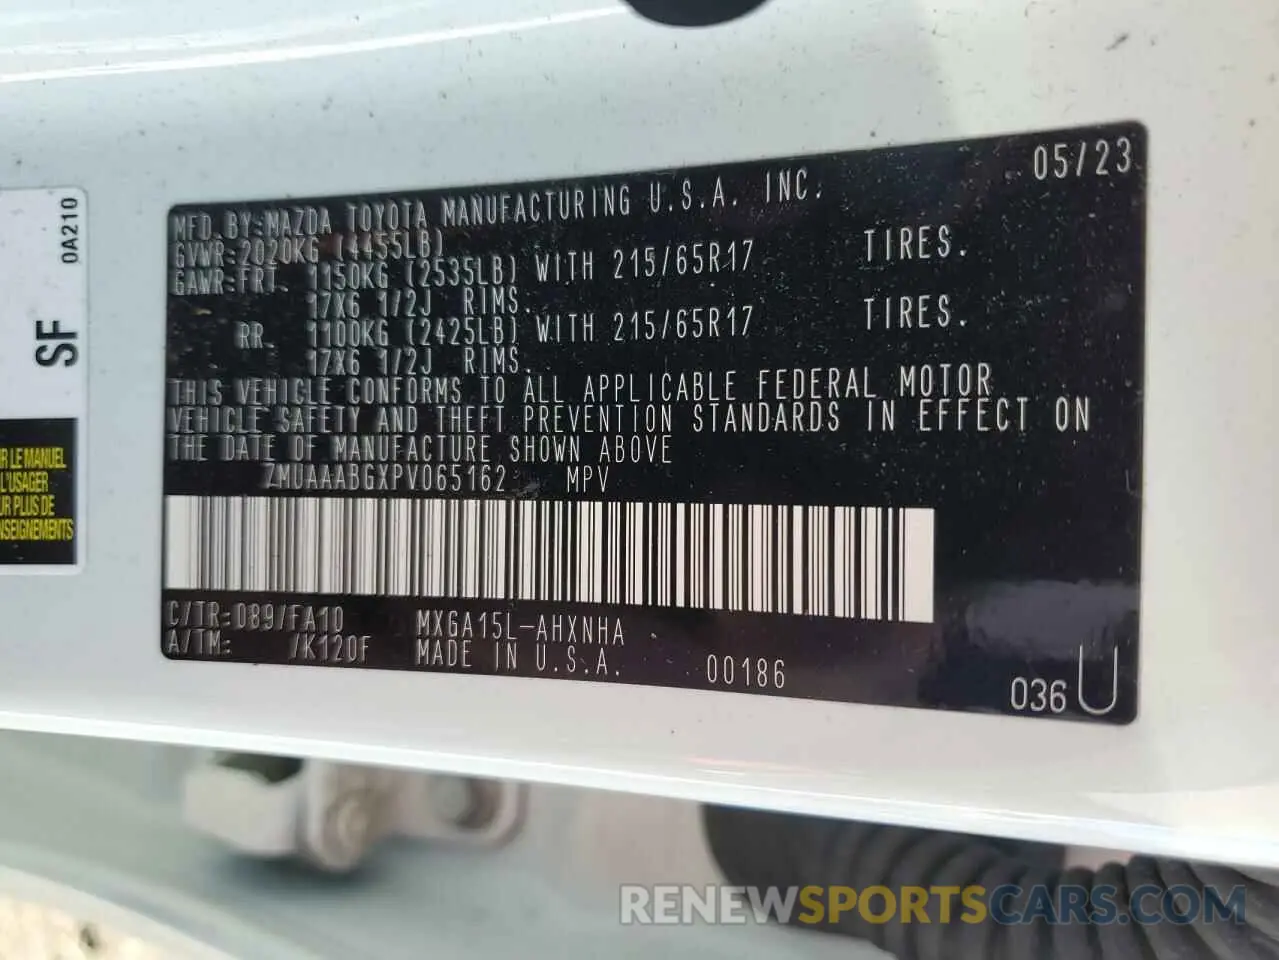 05/23
MFD.BY:MAZDA TOYOTA MANUFACTURING U.S.A. INC.
GVWR:2020KG (4455LB)
GAWR:FRT. 1150KG (2535LB) WITH 215/65R17 TIRES.
17X6 1/2J RIMS.
RR. 1100KG (2425LB) WITH 215/65R17 TIRES.
17X6 1/2J RIMS.
THIS VEHICLE CONFORMS TO ALL APPLICABLE FEDERAL MOTOR
VEHICLE SAFETY AND THEFT PREVENTION STANDARDS IN EFFECT ON
THE DATE OF MANUFACTURE SHOWN ABOVE
7MUAAABGXPV065162 MPV
C/TR:089/FA10 MXGA15L-AHXNHA
A/TM: /K120F MADE IN U.S.A. 00186
036 U
0A210
SF
LE MANUEL
L'USAGER
PLUS DE
RENEWSPORTSCARS.COM